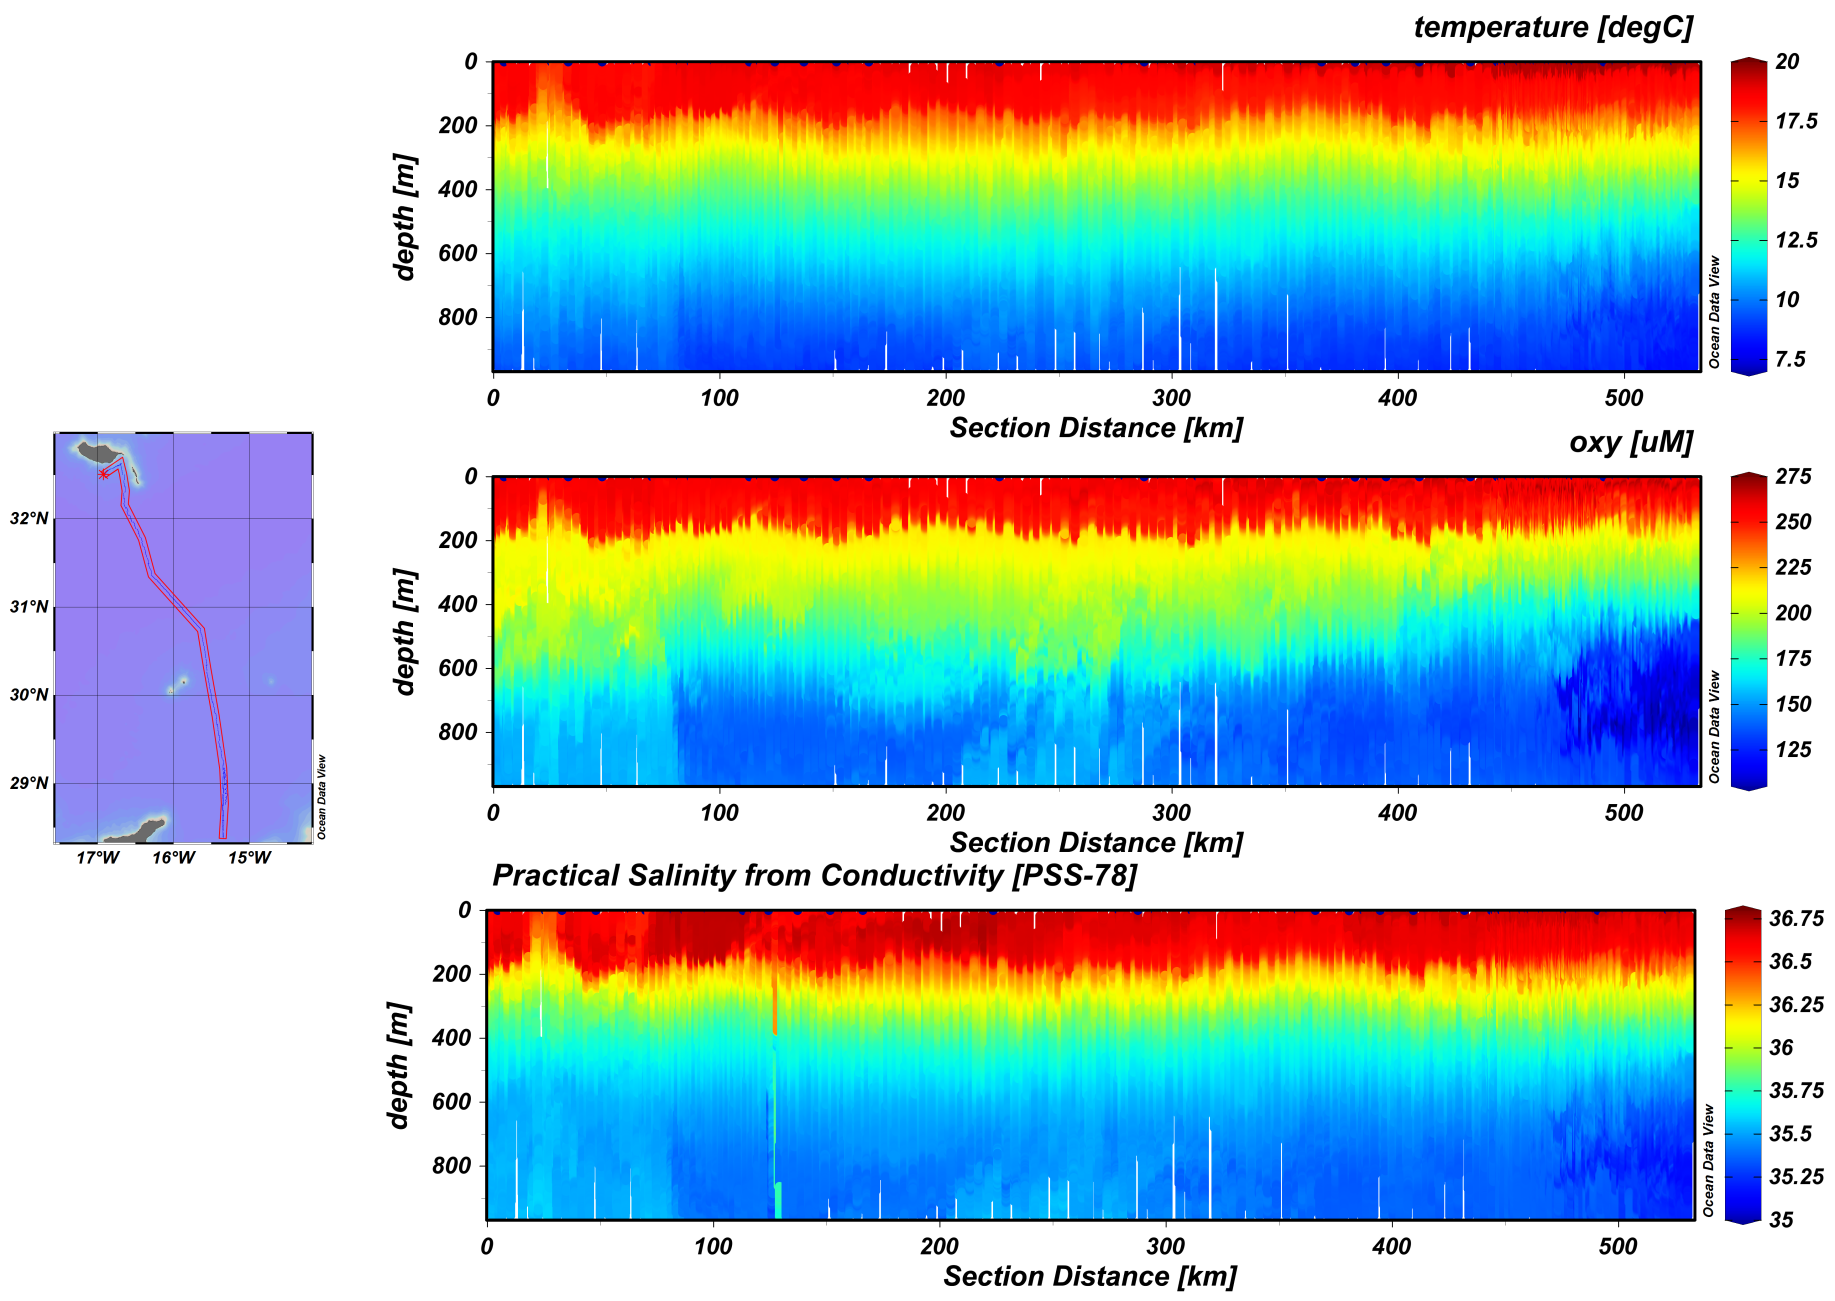 temperature [degC]
0
200
400
600
800
depth [m]
0 100 200 300 400 500
Section Distance [km]
20
17.5
15
12.5
10
7.5
Ocean Data View
oxy [uM]
0
200
400
600
800
depth [m]
0 100 200 300 400 500
Section Distance [km]
275
250
225
200
175
150
125
Ocean Data View
32°N
31°N
30°N
29°N
17°W 16°W 15°W
Ocean Data View
Practical Salinity from Conductivity [PSS-78]
0
200
400
600
800
depth [m]
0 100 200 300 400 500
Section Distance [km]
36.75
36.5
36.25
36
35.75
35.5
35.25
35
Ocean Data View